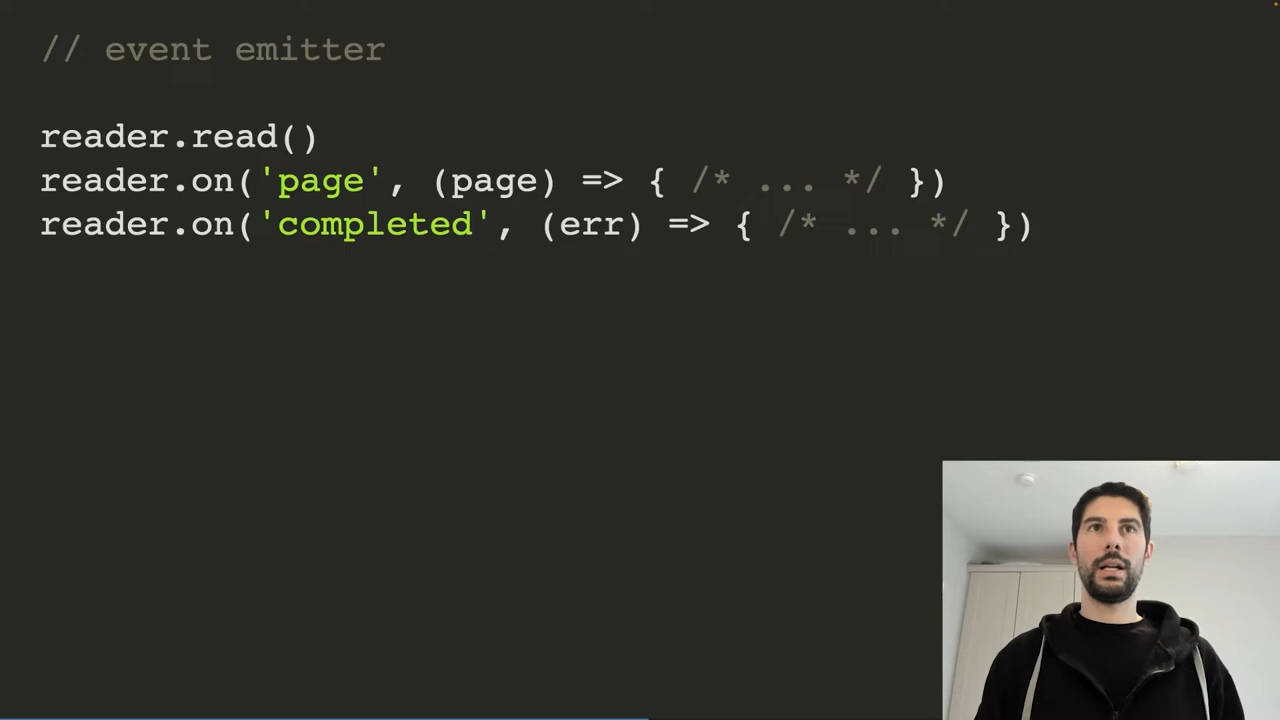 // event emitter
reader.read()
reader.on('page', (page) => { /* ... */ })
reader.on('completed', (err) => { /* ... */ })